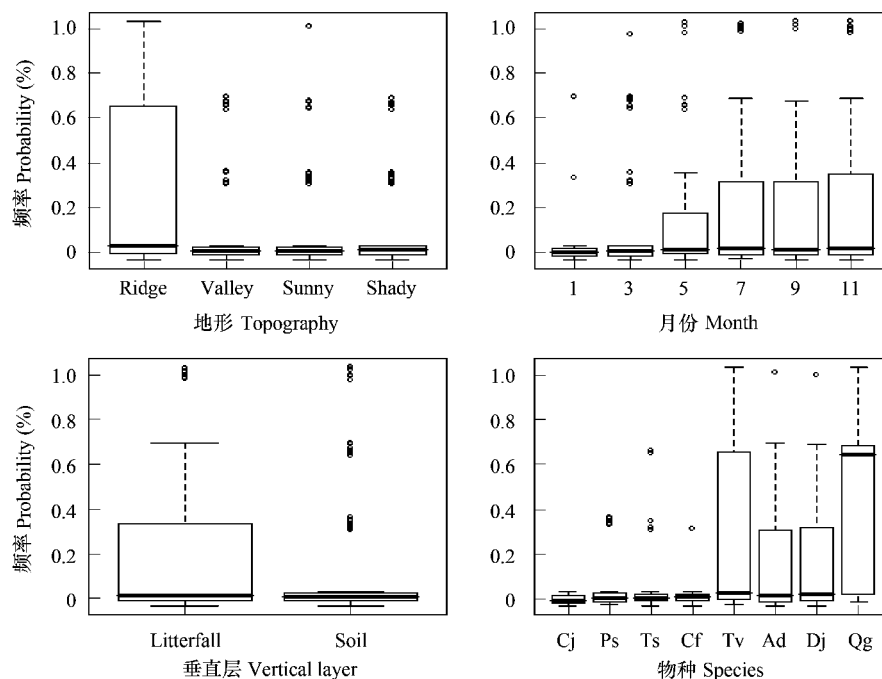 频率 Probability (%)
1.0
0.8
0.6
0.4
0.2
0
Ridge Valley Sunny Shady
地形 Topography
1.0
0.8
0.6
0.4
0.2
0
1 3 5 7 9 11
月份 Month
频率 Probability (%)
1.0
0.8
0.6
0.4
0.2
0
Litterfall Soil
垂直层 Vertical layer
1.0
0.8
0.6
0.4
0.2
0
Cj Ps Ts Cf Tv Ad Dj Qg
物种 Species